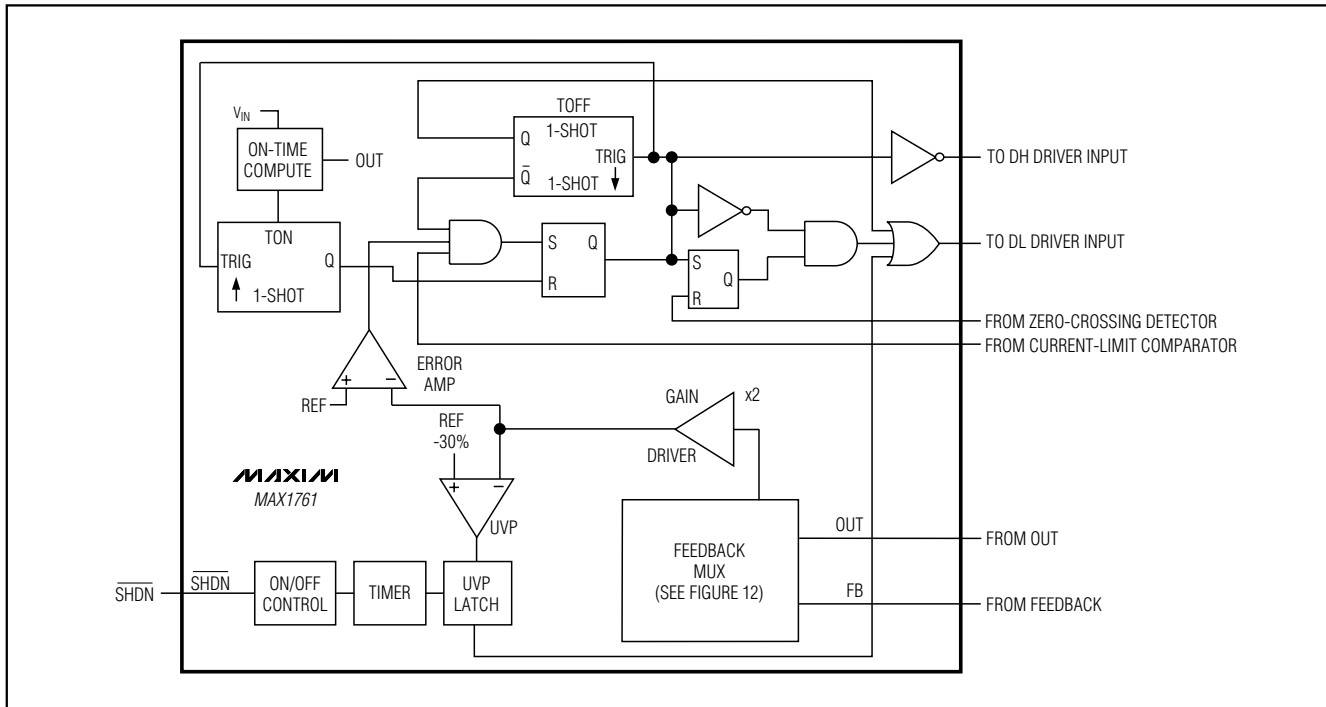 TOFF
1-SHOT
Q
TRIG
Q̅
1-SHOT
TO DH DRIVER INPUT
VIN
ON-TIME
COMPUTE
OUT
TON
TRIG
Q
1-SHOT
S
Q
R
S
Q
R
TO DL DRIVER INPUT
FROM ZERO-CROSSING DETECTOR
FROM CURRENT-LIMIT COMPARATOR
ERROR
AMP
+
−
REF
REF
-30%
GAIN
x2
DRIVER
MAXIM
MAX1761
+
−
UVP
FEEDBACK
MUX
(SEE FIGURE 12)
OUT
FROM OUT
FB
FROM FEEDBACK
S̅H̅D̅N̅
S̅H̅D̅N̅
ON/OFF
CONTROL
TIMER
UVP
LATCH